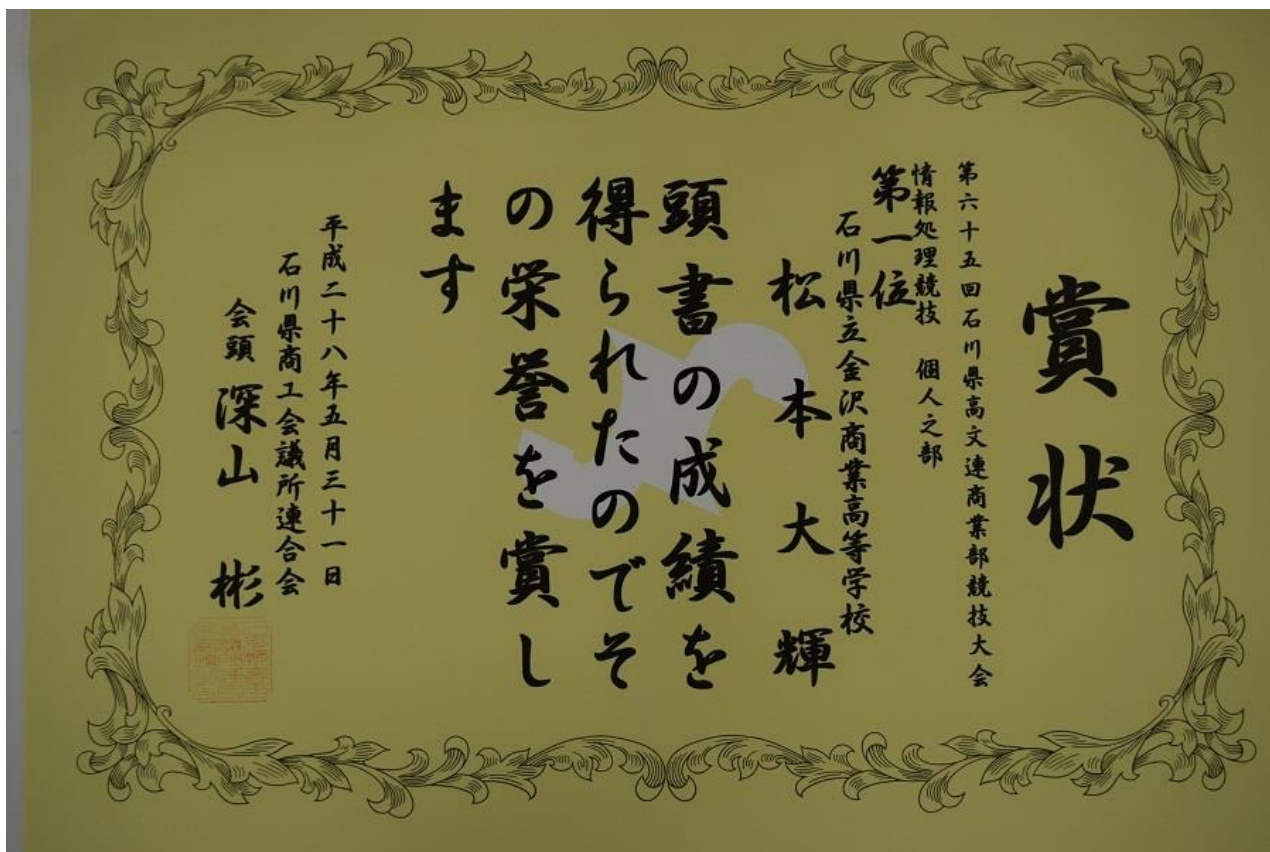 賞状
第六十五回石川県高文連商業部競技大会
情報処理競技 個人之部
第一位
石川県立金沢商業高等学校
松本大輝
頭書の成績を
得られたのでそ
の栄誉を賞し
ます
平成二十八年五月三十一日
石川県商工会議所連合会
会頭 深山彬